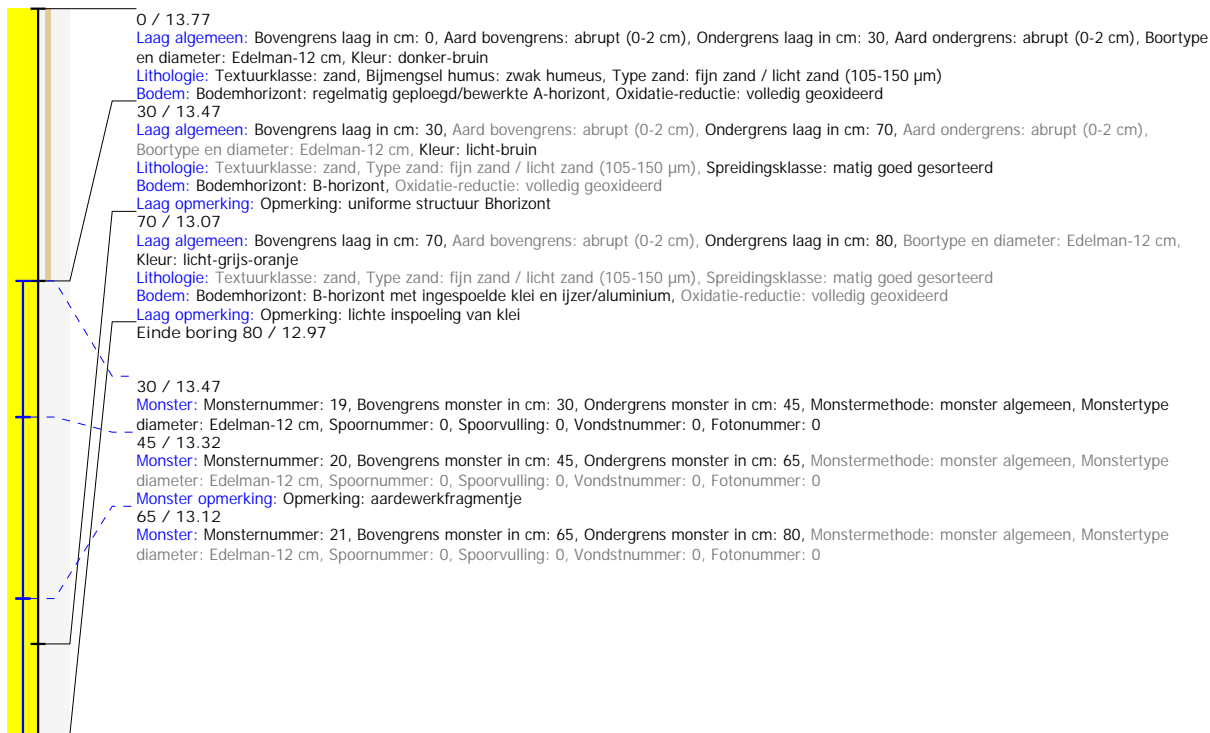 0 / 13.77
Laag algemeen: Bovengrens laag in cm: 0, Aard bovengrens: abrupt (0-2 cm), Ondergrens laag in cm: 30, Aard ondergrens: abrupt (0-2 cm), Boortype
en diameter: Edelman-12 cm, Kleur: donker-bruin
Lithologie: Textuurklasse: zand, Bijmengsel humus: zwak humeus, Type zand: fijn zand / licht zand (105-150 µm)
Bodem: Bodemhorizont: regelmatig geploegd/bewerkte A-horizont, Oxidatie-reductie: volledig geoxideerd
30 / 13.47
Laag algemeen: Bovengrens laag in cm: 30, Aard bovengrens: abrupt (0-2 cm), Ondergrens laag in cm: 70, Aard ondergrens: abrupt (0-2 cm),
Boortype en diameter: Edelman-12 cm, Kleur: licht-bruin
Lithologie: Textuurklasse: zand, Type zand: fijn zand / licht zand (105-150 µm), Spreidingsklasse: matig goed gesorteerd
Bodem: Bodemhorizont: B-horizont, Oxidatie-reductie: volledig geoxideerd
Laag opmerking: Opmerking: uniforme structuur Bhorizont
70 / 13.07
Laag algemeen: Bovengrens laag in cm: 70, Aard bovengrens: abrupt (0-2 cm), Ondergrens laag in cm: 80, Boortype en diameter: Edelman-12 cm,
Kleur: licht-grijs-oranje
Lithologie: Textuurklasse: zand, Type zand: fijn zand / licht zand (105-150 µm), Spreidingsklasse: matig goed gesorteerd
Bodem: Bodemhorizont: B-horizont met ingespoelde klei en ijzer/aluminium, Oxidatie-reductie: volledig geoxideerd
Laag opmerking: Opmerking: lichte inspoeling van klei
Einde boring 80 / 12.97
30 / 13.47
Monster: Monsternummer: 19, Bovengrens monster in cm: 30, Ondergrens monster in cm: 45, Monstermethode: monster algemeen, Monstertype
diameter: Edelman-12 cm, Spoornummer: 0, Spoorvulling: 0, Vondstnummer: 0, Fotonummer: 0
45 / 13.32
Monster: Monsternummer: 20, Bovengrens monster in cm: 45, Ondergrens monster in cm: 65, Monstermethode: monster algemeen, Monstertype
diameter: Edelman-12 cm, Spoornummer: 0, Spoorvulling: 0, Vondstnummer: 0, Fotonummer: 0
Monster opmerking: Opmerking: aardewerkfragmentje
65 / 13.12
Monster: Monsternummer: 21, Bovengrens monster in cm: 65, Ondergrens monster in cm: 80, Monstermethode: monster algemeen, Monstertype
diameter: Edelman-12 cm, Spoornummer: 0, Spoorvulling: 0, Vondstnummer: 0, Fotonummer: 0